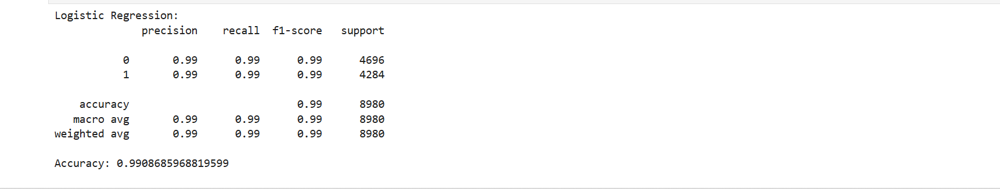 Logistic Regression:
precision recall f1-score support
0 0.99 0.99 0.99 4696
1 0.99 0.99 0.99 4284
accuracy 0.99 8980
macro avg 0.99 0.99 0.99 8980
weighted avg 0.99 0.99 0.99 8980
Accuracy: 0.9908685968819599